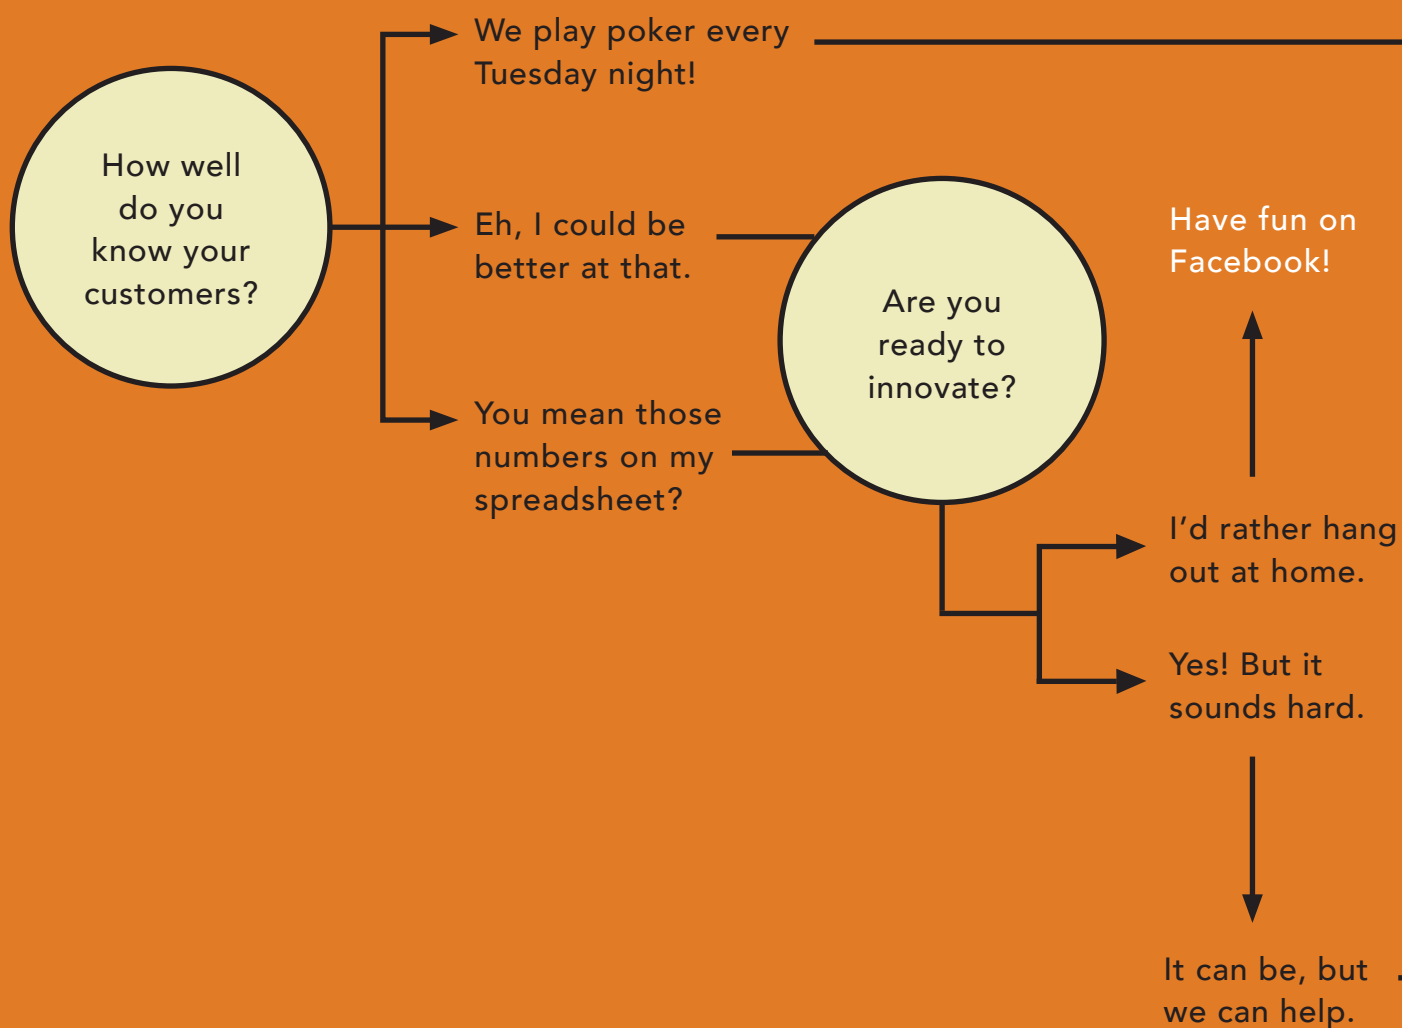 We play poker every
Tuesday night!
How well
do you
know your
customers?
Eh, I could be
better at that.
You mean those
numbers on my
spreadsheet?
Are you
ready to
innovate?
Have fun on
Facebook!
I'd rather hang
out at home.
Yes! But it
sounds hard.
It can be, but
we can help.